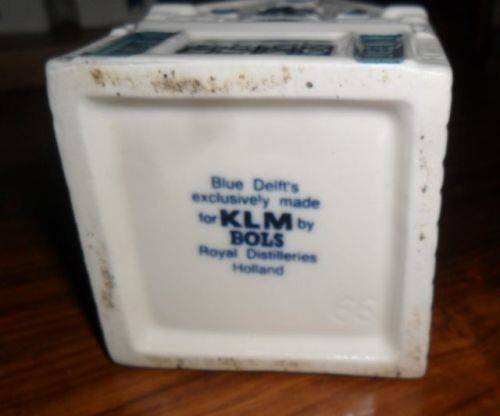 Blue Delft's
exclusively made
for KLM by
BOLS
Royal Distilleries
Holland